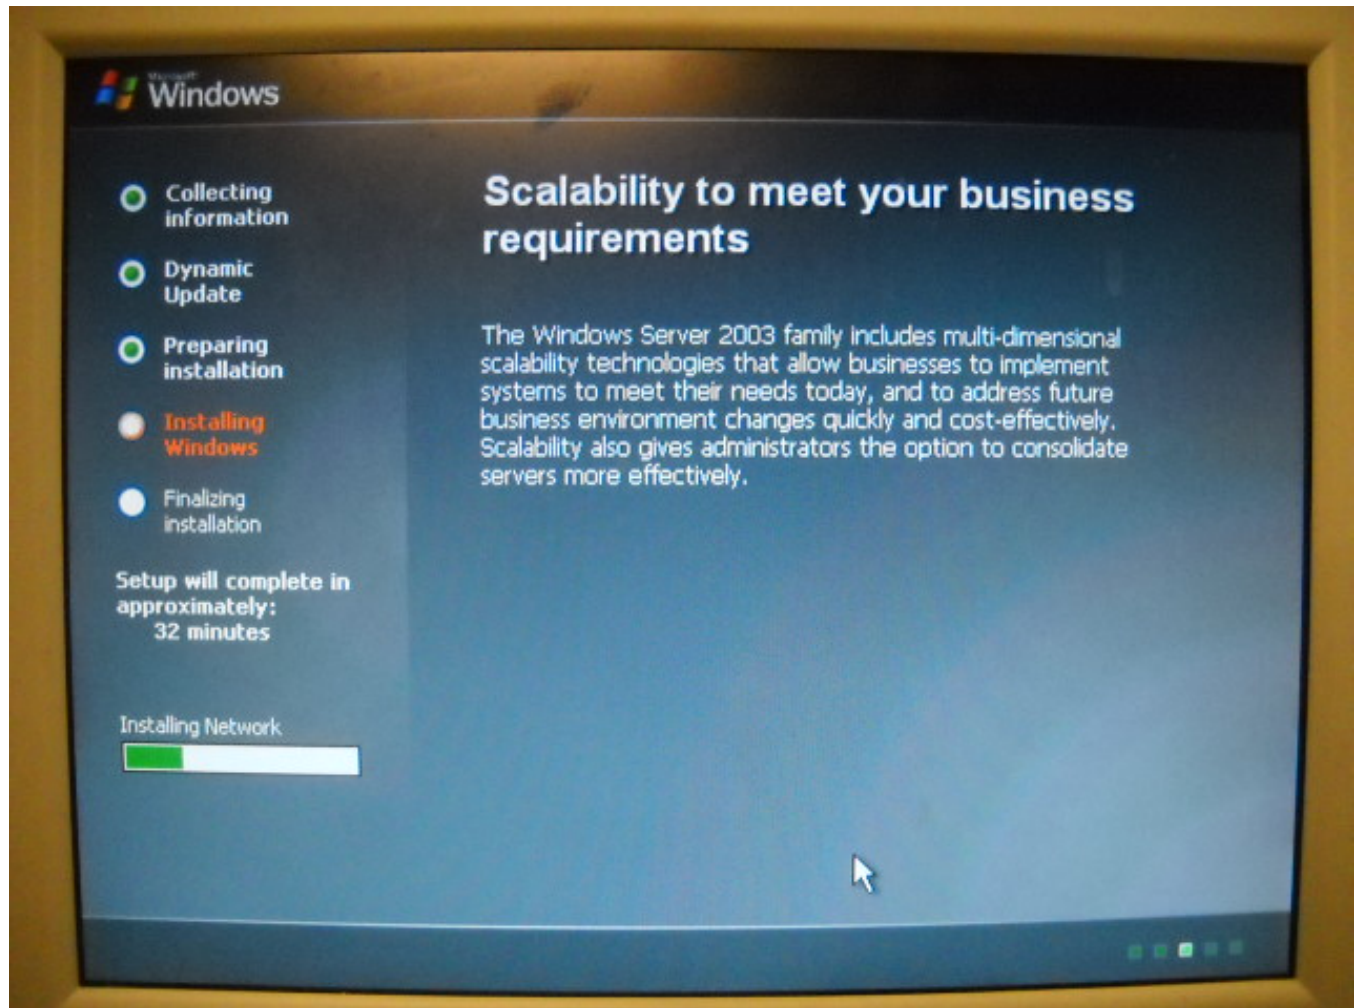 Microsoft
Windows
Collecting
information
Dynamic
Update
Preparing
installation
Installing
Windows
Finalizing
installation
Setup will complete in
approximately:
32 minutes
Installing Network
Scalability to meet your business
requirements
The Windows Server 2003 family includes multi-dimensional
scalability technologies that allow businesses to implement
systems to meet their needs today, and to address future
business environment changes quickly and cost-effectively.
Scalability also gives administrators the option to consolidate
servers more effectively.